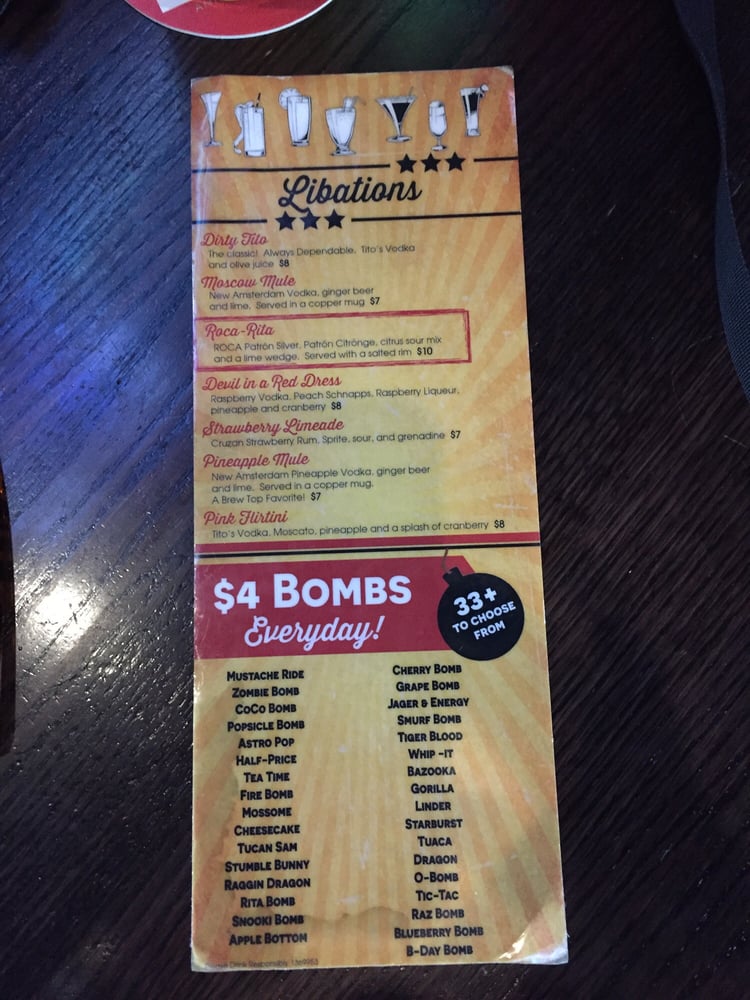 Libations
Dirty Tito
The classic! Always Dependable. Tito's Vodka
and olive juice $8
Moscow Mule
New Amsterdam Vodka, ginger beer
and lime. Served in a copper mug $7
Roca-Rita
ROCA Patrón Silver, Patrón Citrónge, citrus sour mix
and a lime wedge. Served with a salted rim $10
Devil in a Red Dress
Raspberry Vodka, Peach Schnapps, Raspberry Liqueur,
pineapple and cranberry $8
Strawberry Limeade
Cruzan Strawberry Rum, Sprite, sour, and grenadine $7
Pineapple Mule
New Amsterdam Pineapple Vodka, ginger beer
and lime. Served in a copper mug.
A Brew Top Favorite! $7
Pink Flirtini
Tito's Vodka, Moscato, pineapple and a splash of cranberry $8
$4 BOMBS
Everyday!
33+
TO CHOOSE
FROM
MUSTACHE RIDE
ZOMBIE BOMB
COCO BOMB
POPSICLE BOMB
ASTRO POP
HALF-PRICE
TEA TIME
FIRE BOMB
MOSSOME
CHEESECAKE
TUCAN SAM
STUMBLE BUNNY
RAGGIN DRAGON
RITA BOMB
SNOOKI BOMB
APPLE BOTTOM
CHERRY BOMB
GRAPE BOMB
JAGER & ENERGY
SMURF BOMB
TIGER BLOOD
WHIP -IT
BAZOOKA
GORILLA
LINDER
STARBURST
TUACA
DRAGON
O-BOMB
TIC-TAC
RAZ BOMB
BLUEBERRY BOMB
B-DAY BOMB
Drink Responsibly.